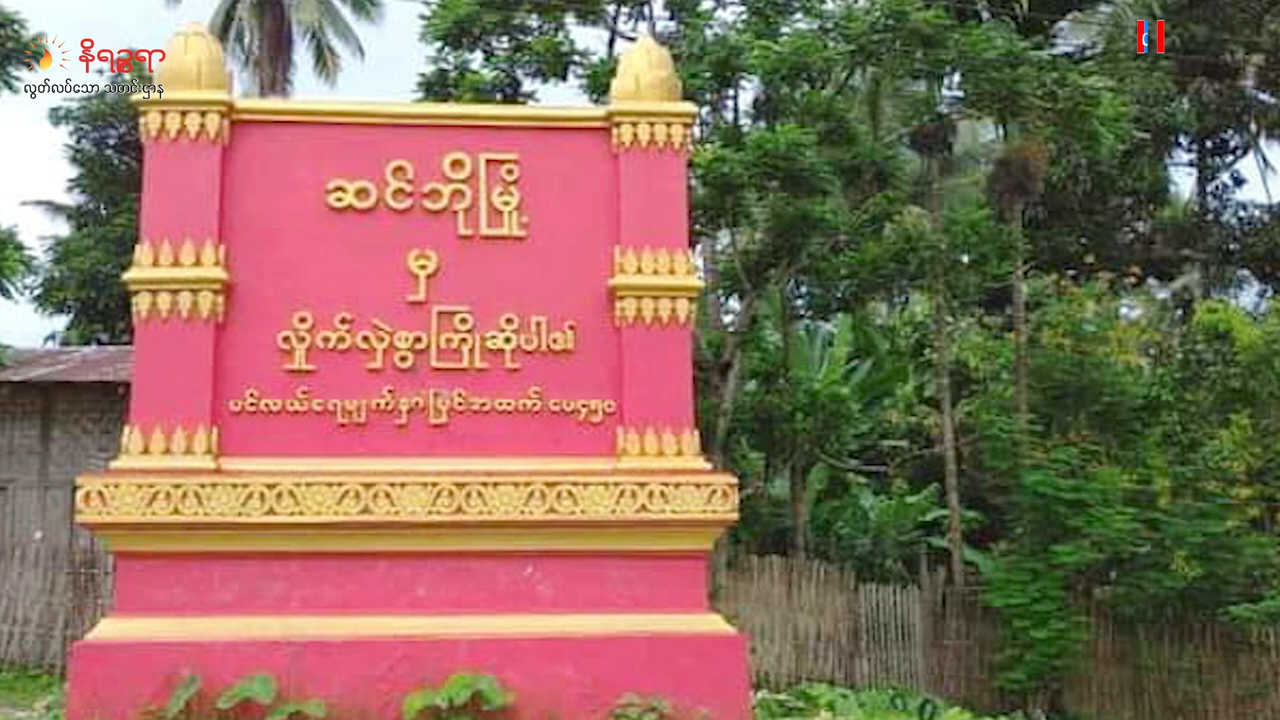 နိရဥ္စရာ
လွတ်လပ်သော သတင်းဌာန
ဆင်ဘိုမြို့
မှ
လှိုက်လှဲစွာကြိုဆိုပါ၏
ပင်လယ်ရေမျက်နှာပြင်အထက် ပေ၄၅၀